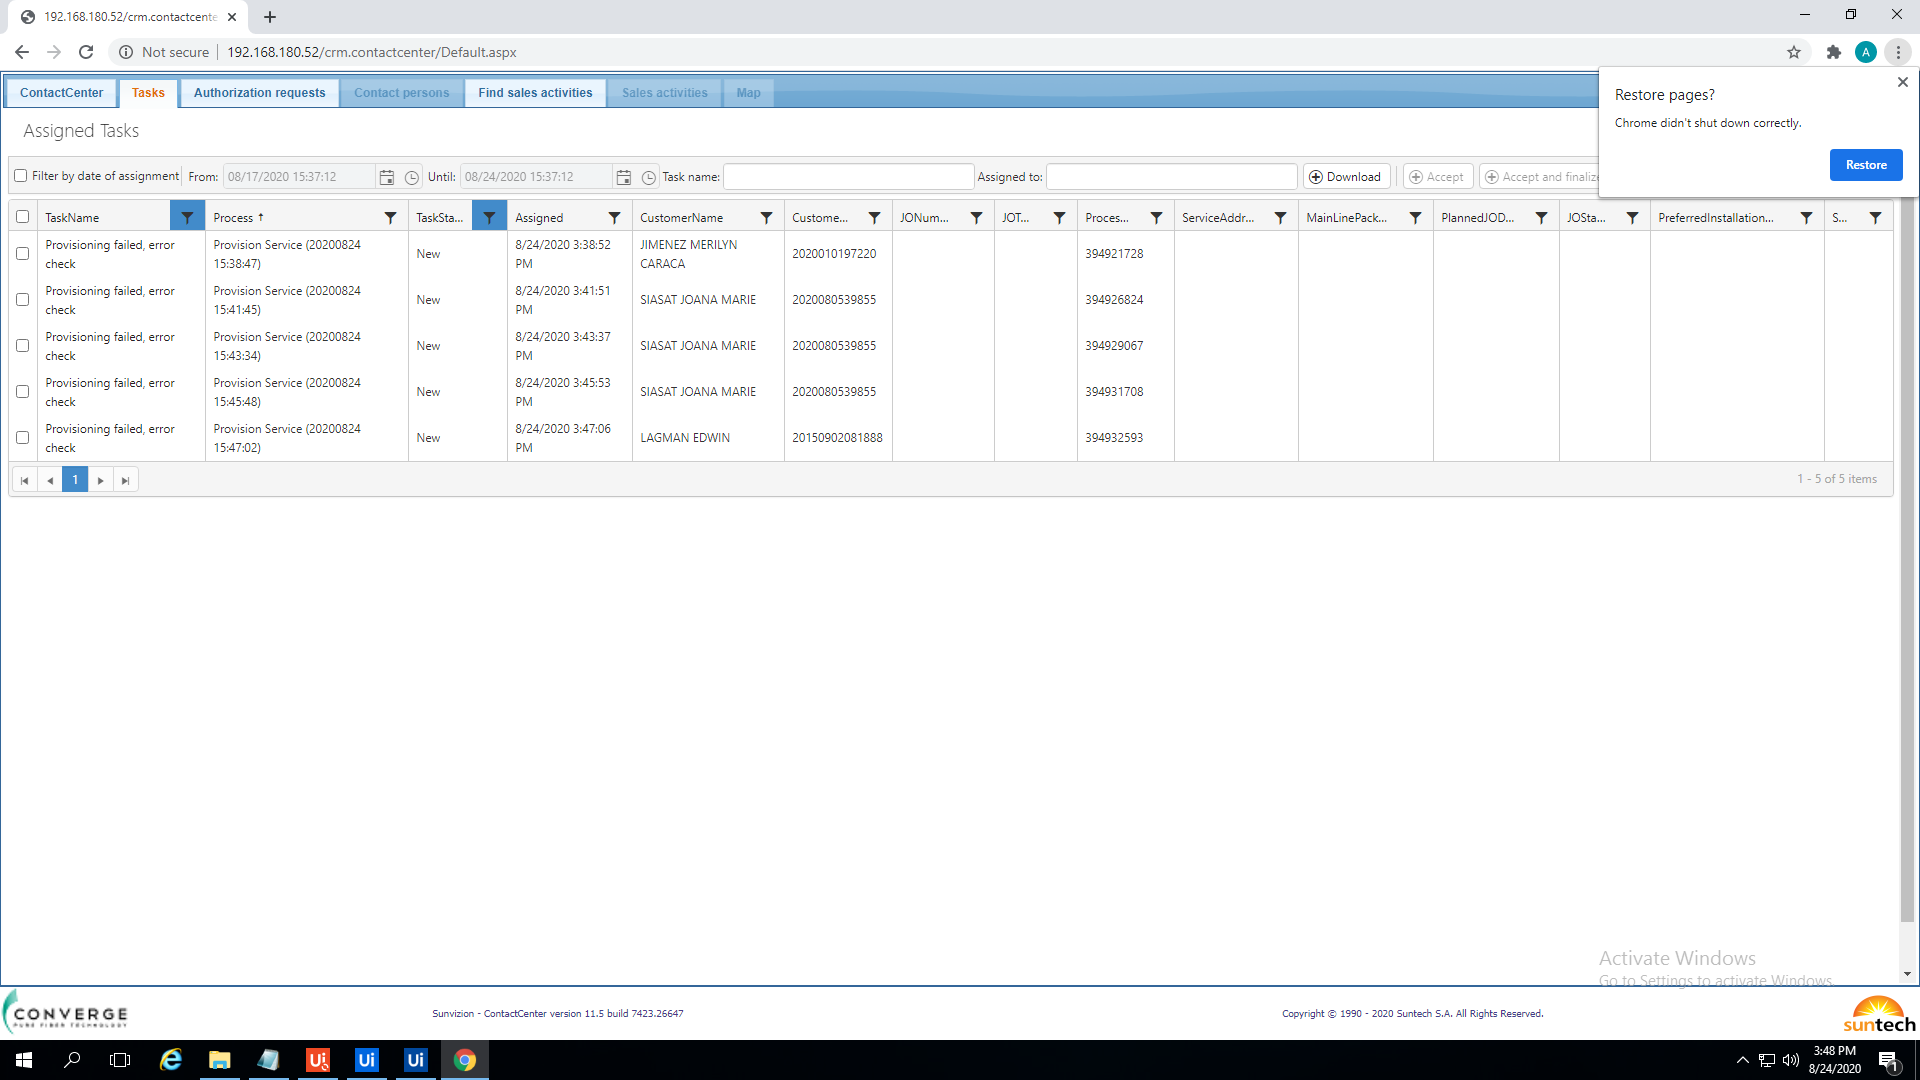 192.168.180.52/crm.contactcente
Not secure
192.168.180.52/crm.contactcenter/Default.aspx
A
ContactCenter
Tasks
Authorization requests
Contact persons
Find sales activities
Sales activities
Map
Restore pages?
Chrome didn't shut down correctly.
Restore
Assigned Tasks
Filter by date of assignment
From:
08/17/2020 15:37:12
Until:
08/24/2020 15:37:12
Task name:
Assigned to:
Download
Accept
Accept and finalize
TaskName
Process
TaskSta...
Assigned
CustomerName
Custome...
JONum...
JOT...
Proces...
ServiceAddr...
MainLinePack...
PlannedJOD...
JOSta...
PreferredInstallation...
S...
Provisioning failed, error check
Provision Service (20200824 15:38:47)
New
8/24/2020 3:38:52 PM
JIMENEZ MERILYN CARACA
2020010197220
394921728
Provisioning failed, error check
Provision Service (20200824 15:41:45)
New
8/24/2020 3:41:51 PM
SIASAT JOANA MARIE
2020080539855
394926824
Provisioning failed, error check
Provision Service (20200824 15:43:34)
New
8/24/2020 3:43:37 PM
SIASAT JOANA MARIE
2020080539855
394929067
Provisioning failed, error check
Provision Service (20200824 15:45:48)
New
8/24/2020 3:45:53 PM
SIASAT JOANA MARIE
2020080539855
394931708
Provisioning failed, error check
Provision Service (20200824 15:47:02)
New
8/24/2020 3:47:06 PM
LAGMAN EDWIN
20150902081888
394932593
1
1 - 5 of 5 items
Activate Windows
Go to Settings to activate Windows.
CONVERGE
PURE FIBER TECHNOLOGY
Sunvizion - ContactCenter version 11.5 build 7423.26647
Copyright © 1990 - 2020 Suntech S.A. All Rights Reserved.
suntech
Ui
Ui
Ui
3:48 PM
8/24/2020
1